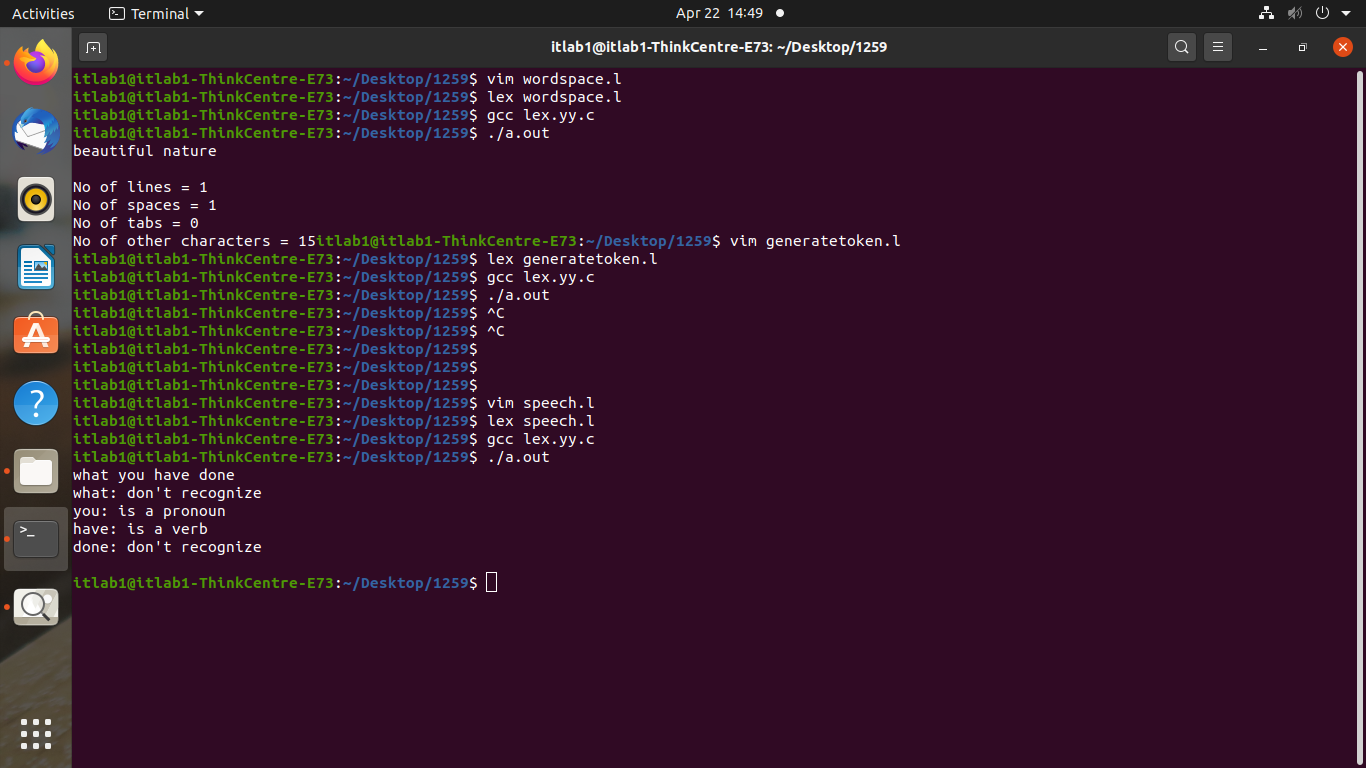 Activities Terminal Apr 22 14:49
itlab1@itlab1-ThinkCentre-E73: ~/Desktop/1259
itlab1@itlab1-ThinkCentre-E73:~/Desktop/1259$ vim wordspace.l
itlab1@itlab1-ThinkCentre-E73:~/Desktop/1259$ lex wordspace.l
itlab1@itlab1-ThinkCentre-E73:~/Desktop/1259$ gcc lex.yy.c
itlab1@itlab1-ThinkCentre-E73:~/Desktop/1259$ ./a.out
beautiful nature
No of lines = 1
No of spaces = 1
No of tabs = 0
No of other characters = 15itlab1@itlab1-ThinkCentre-E73:~/Desktop/1259$ vim generatetoken.l
itlab1@itlab1-ThinkCentre-E73:~/Desktop/1259$ lex generatetoken.l
itlab1@itlab1-ThinkCentre-E73:~/Desktop/1259$ gcc lex.yy.c
itlab1@itlab1-ThinkCentre-E73:~/Desktop/1259$ ./a.out
itlab1@itlab1-ThinkCentre-E73:~/Desktop/1259$ ^C
itlab1@itlab1-ThinkCentre-E73:~/Desktop/1259$ ^C
itlab1@itlab1-ThinkCentre-E73:~/Desktop/1259$
itlab1@itlab1-ThinkCentre-E73:~/Desktop/1259$
itlab1@itlab1-ThinkCentre-E73:~/Desktop/1259$
itlab1@itlab1-ThinkCentre-E73:~/Desktop/1259$ vim speech.l
itlab1@itlab1-ThinkCentre-E73:~/Desktop/1259$ lex speech.l
itlab1@itlab1-ThinkCentre-E73:~/Desktop/1259$ gcc lex.yy.c
itlab1@itlab1-ThinkCentre-E73:~/Desktop/1259$ ./a.out
what you have done
what: don't recognize
you: is a pronoun
have: is a verb
done: don't recognize
itlab1@itlab1-ThinkCentre-E73:~/Desktop/1259$